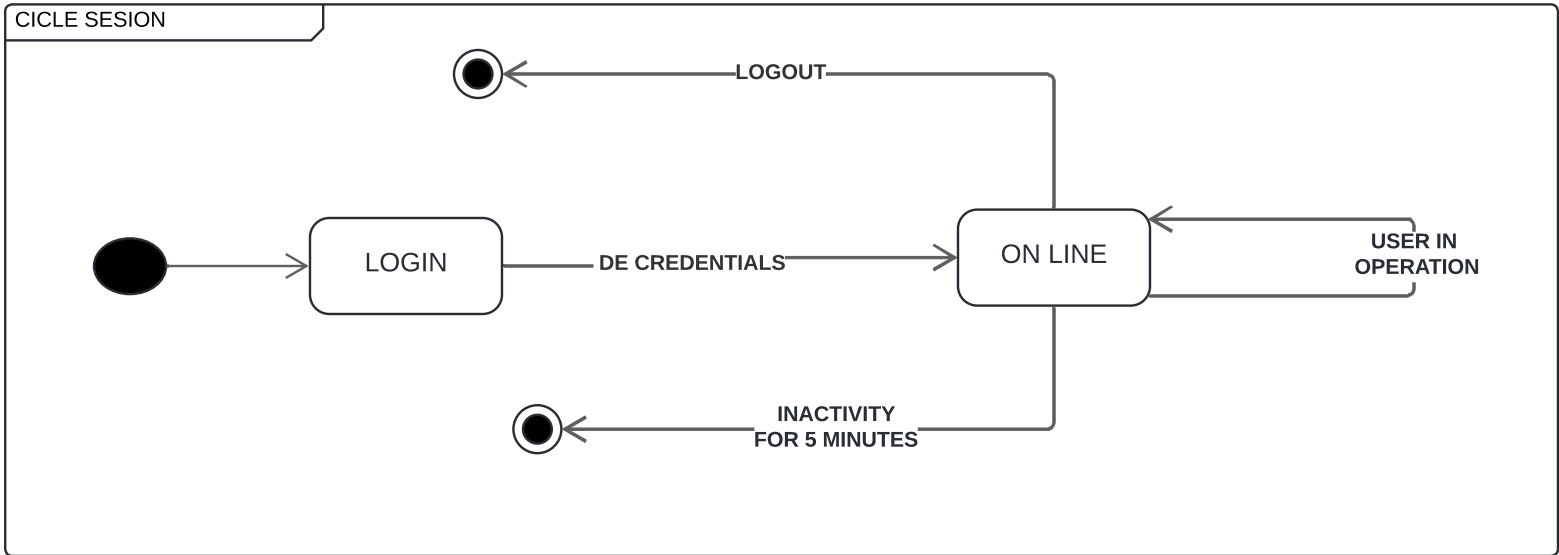 CICLE SESION
LOGOUT
LOGIN
DE CREDENTIALS
ON LINE
USER IN
OPERATION
INACTIVITY
FOR 5 MINUTES